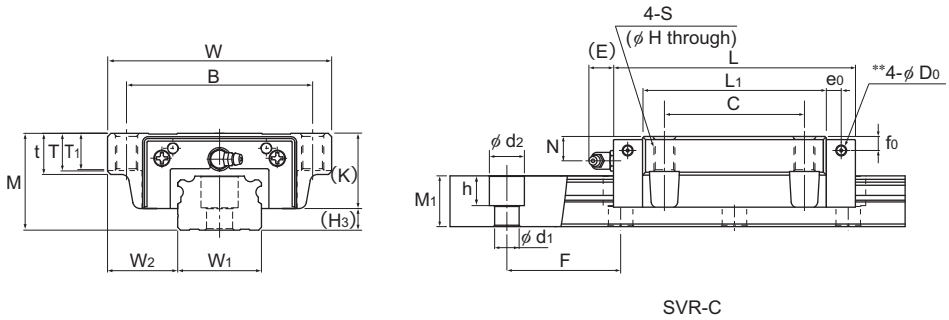 W
B
t
T
T1
M
(K)
(H3)
W2
W1
4-S
(φ H through)
(E)
L
L1
e0
**4-φ D0
C
φ d2
N
f0
h
M1
φ d1
F
SVR-C